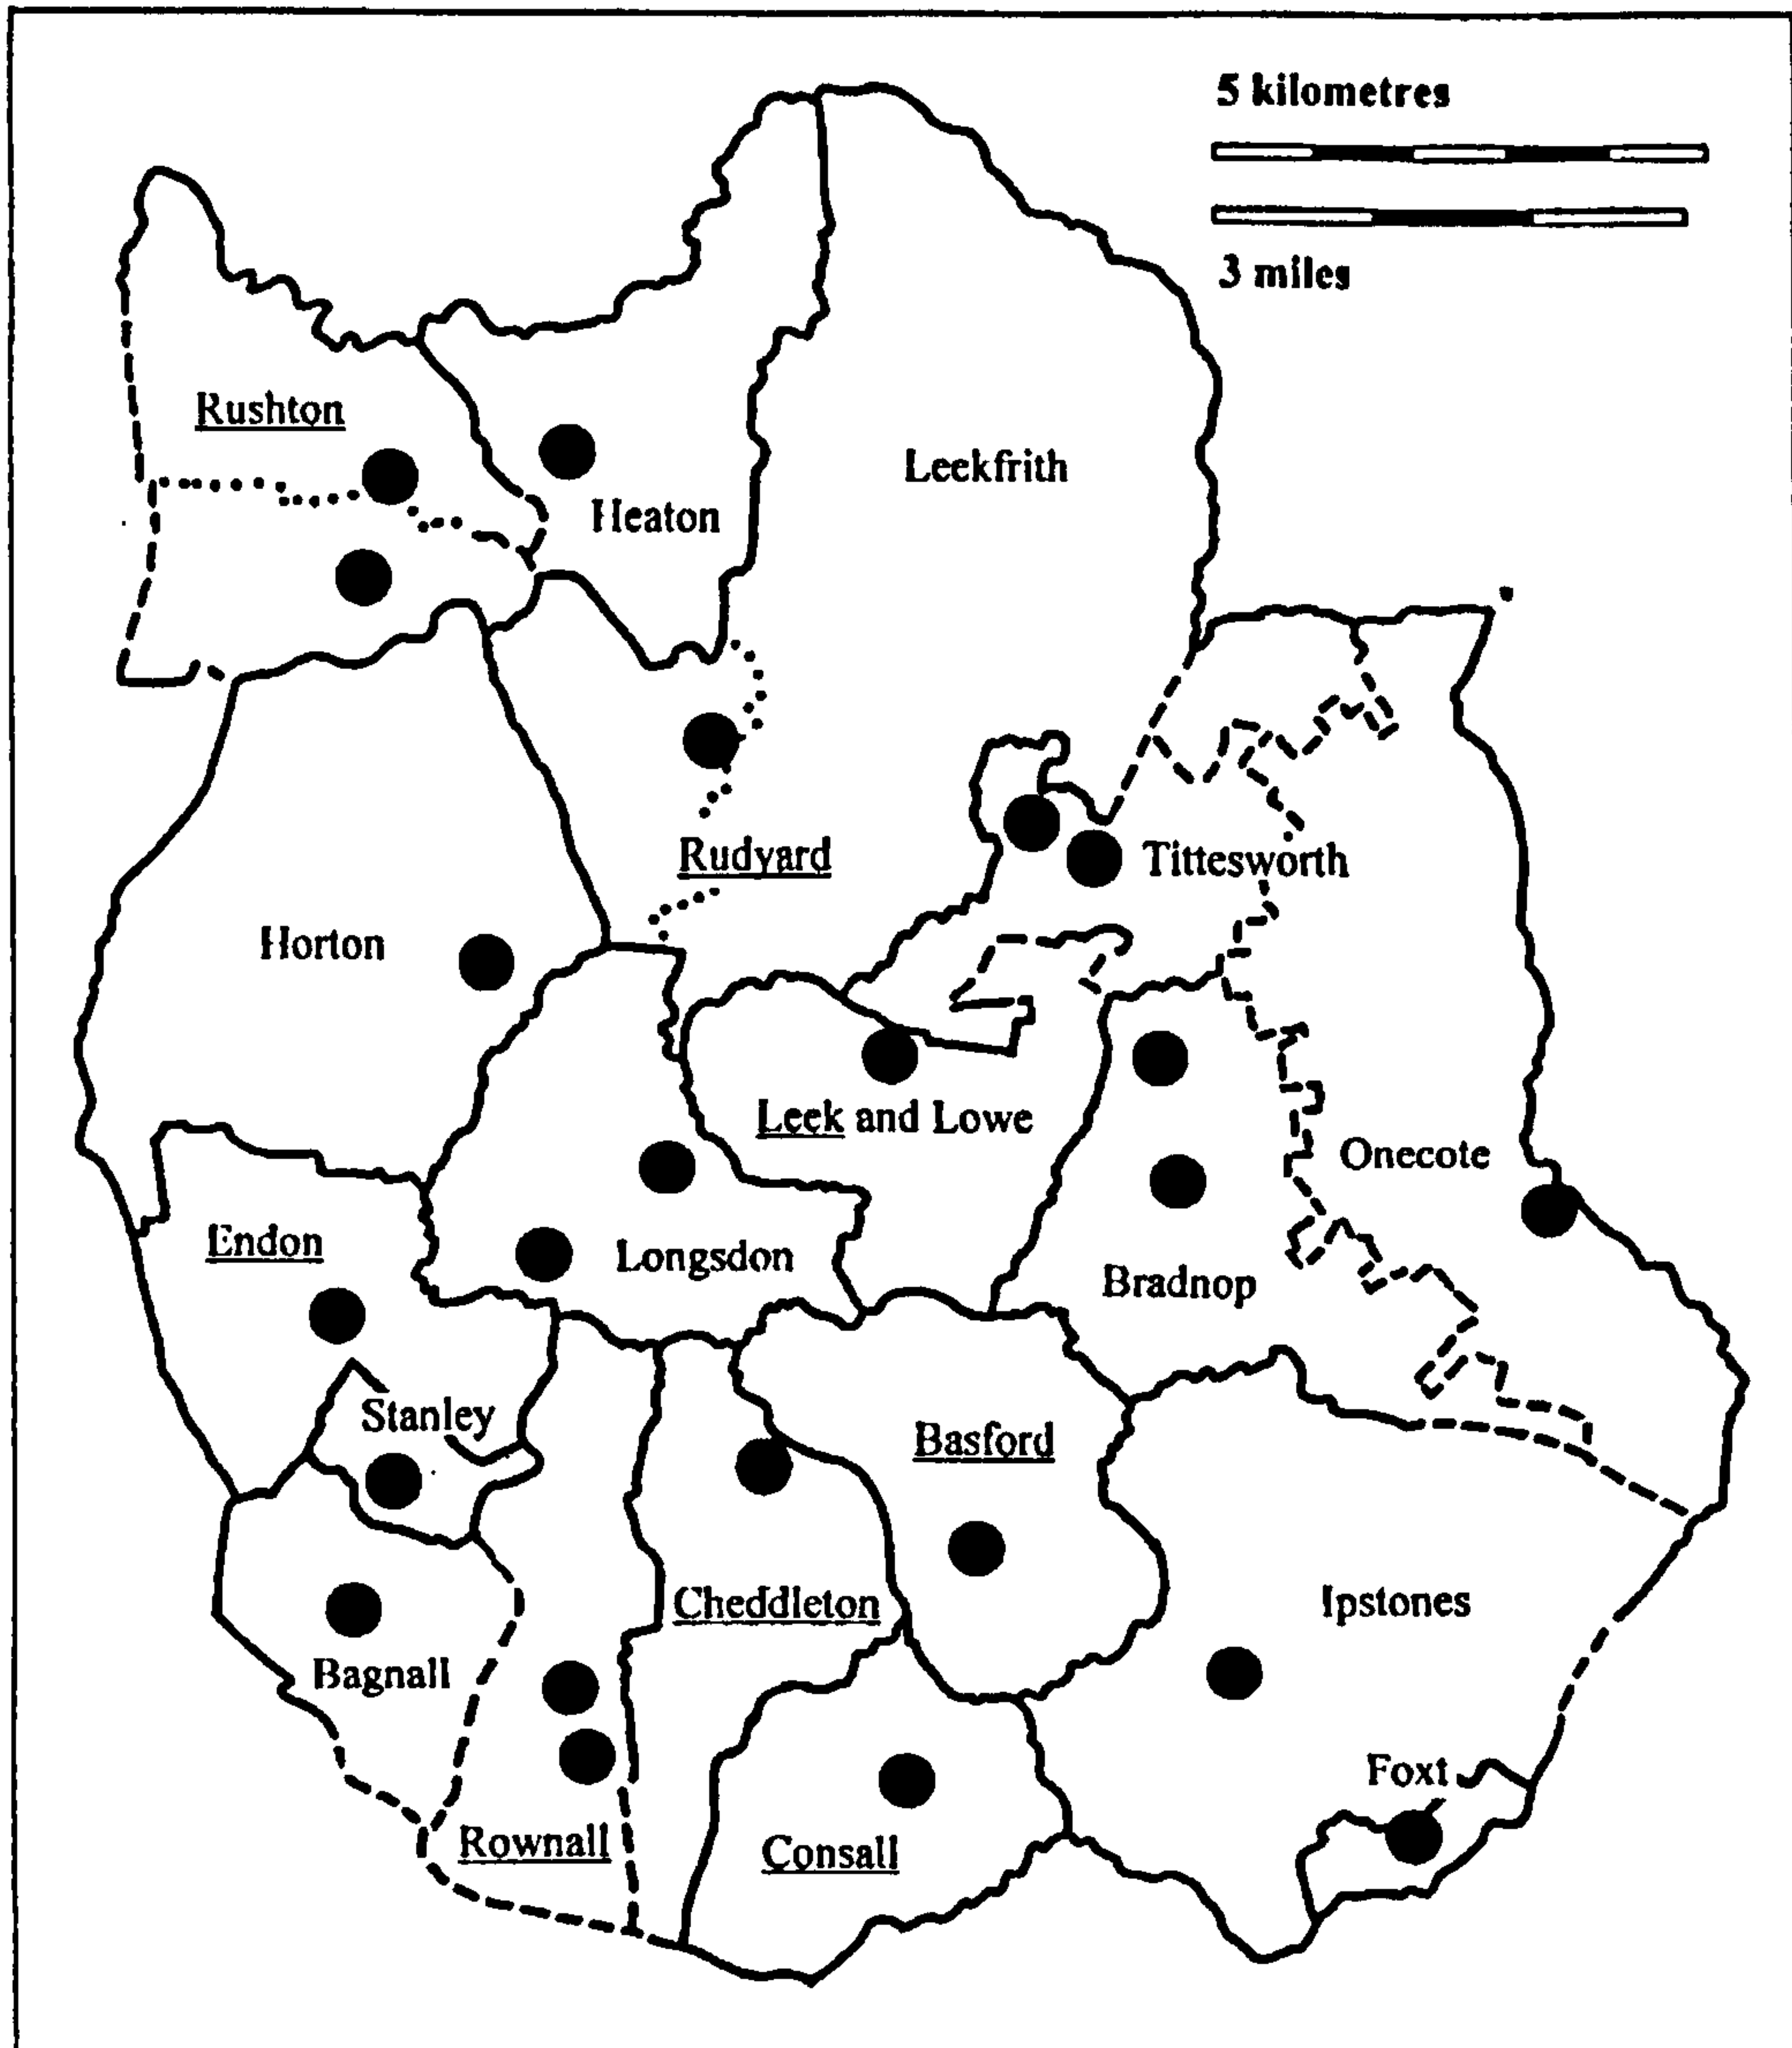 5 kilometres
3 miles
Rushton
Heaton
Leekfrith
Rudyard
Tittesworth
Horton
Leek and Lowe
Onecote
Endon
Longsdon
Bradnop
Stanley
Basford
Cheddleton
Ipstones
Bagnall
Foxt
Rownall
Consall